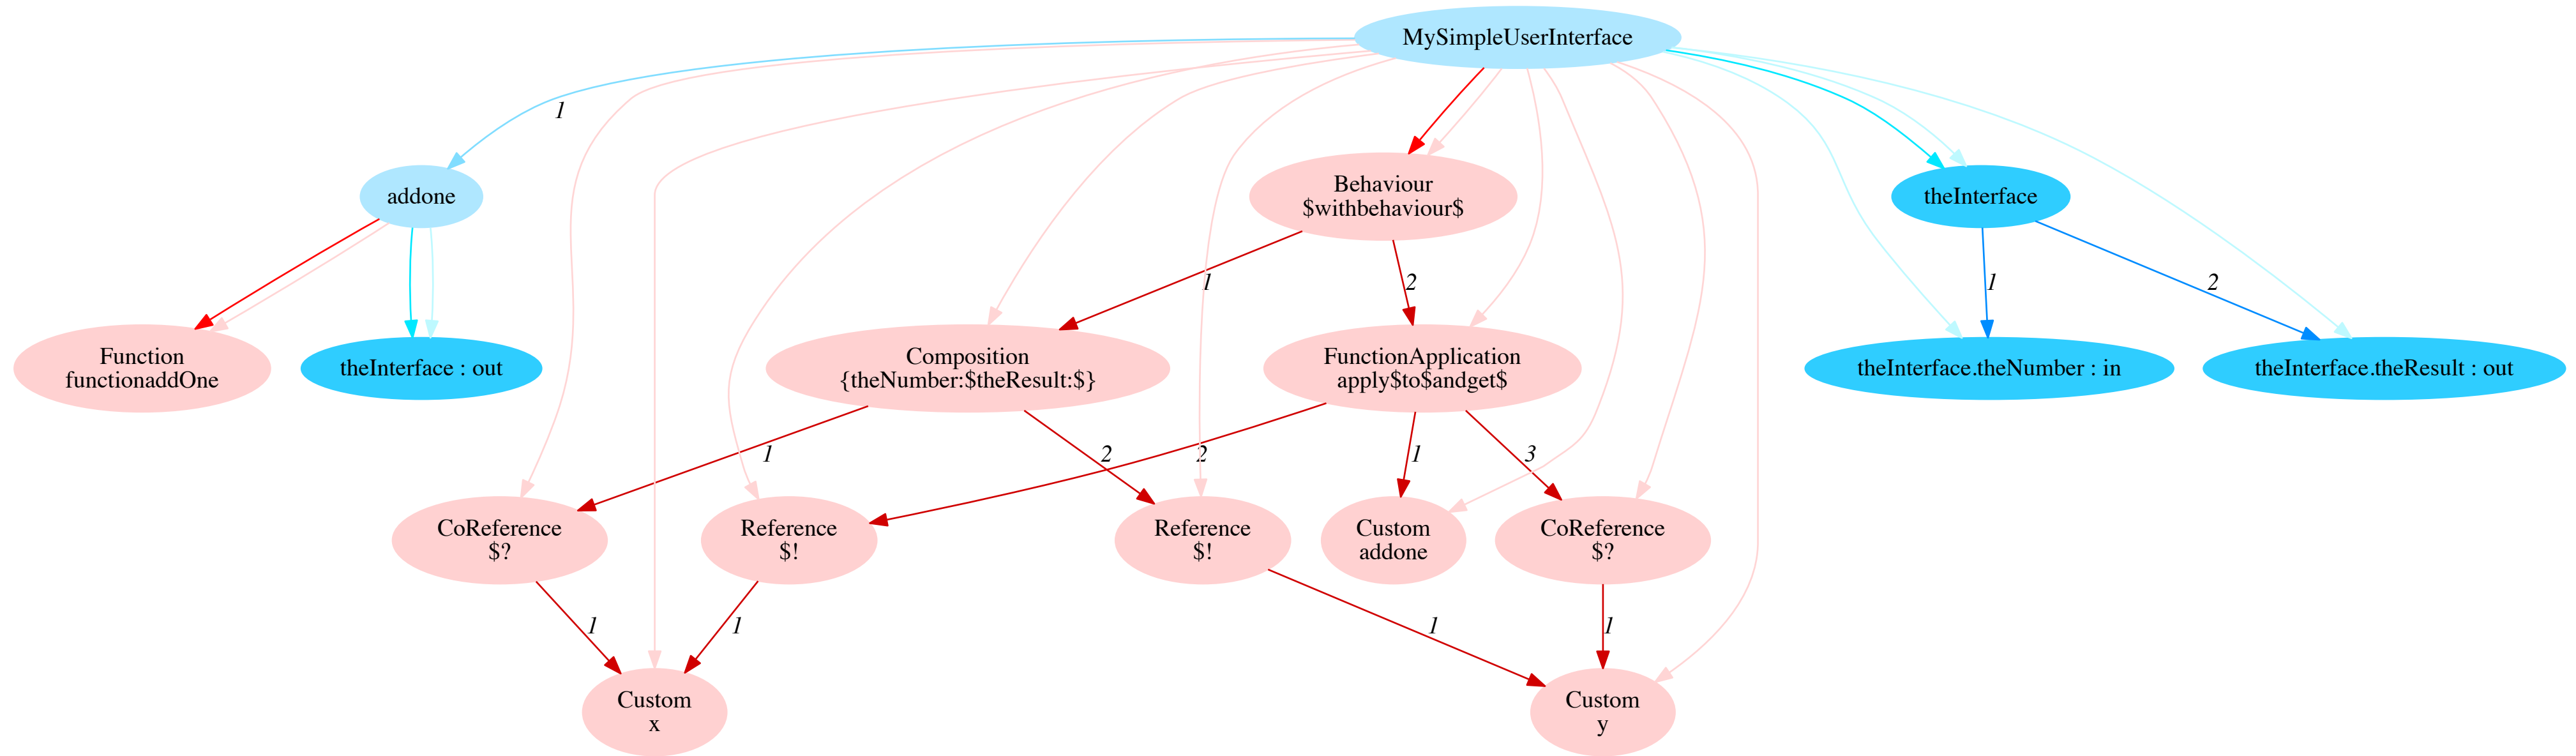 MySimpleUserInterface
1
addone
Behaviour
$withbehaviour$
theInterface
1
2
1
2
Function
functionaddOne
theInterface : out
Composition
{theNumber:$theResult:$}
FunctionApplication
apply$to$andget$
theInterface.theNumber : in
theInterface.theResult : out
1
2
2
1
3
CoReference
$?
Reference
$!
Reference
$!
Custom
addone
CoReference
$?
1
1
1
1
Custom
x
Custom
y